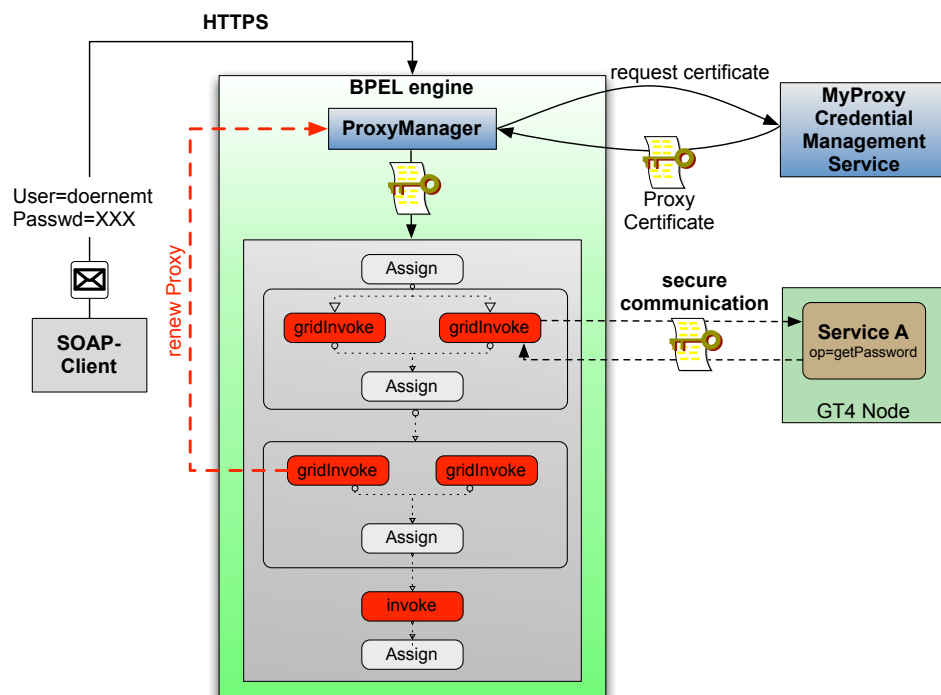 HTTPS
BPEL engine
ProxyManager
request certificate
MyProxy
Credential
Management
Service
Proxy
Certificate
User=doernemt
Passwd=XXX
SOAP-
Client
renew Proxy
Assign
gridInvoke
gridInvoke
Assign
secure
communication
Service A
op=getPassword
GT4 Node
gridInvoke
gridInvoke
Assign
invoke
Assign